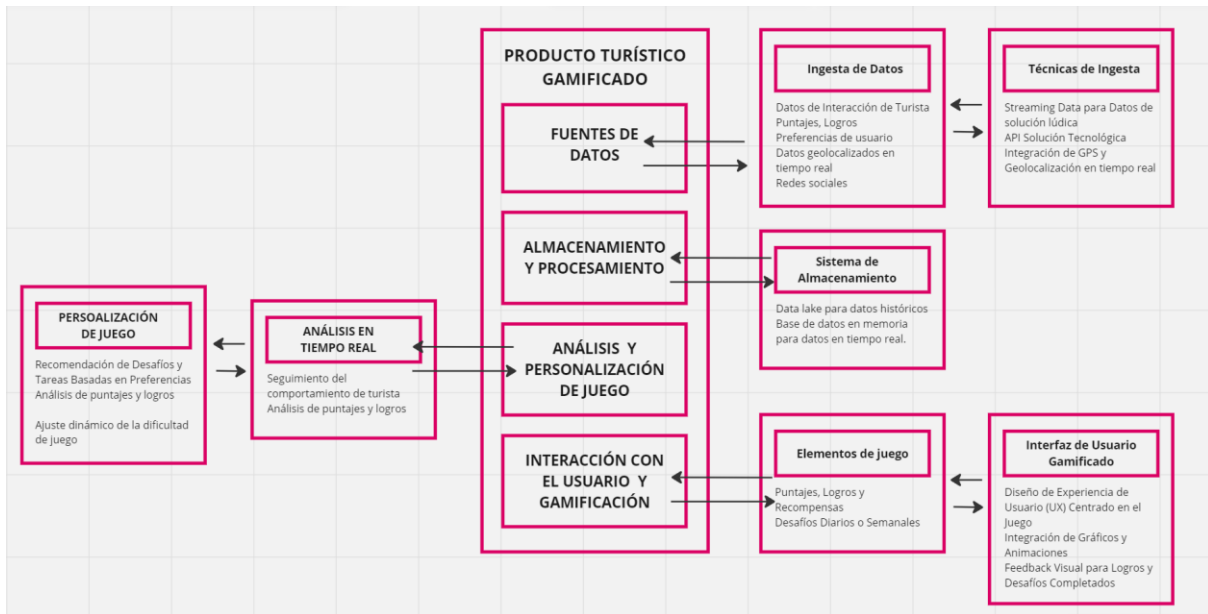 PRODUCTO TURÍSTICO
GAMIFICADO
FUENTES DE
DATOS
ALMACENAMIENTO
Y PROCESAMIENTO
ANÁLISIS Y
PERSONALIZACIÓN
DE JUEGO
INTERACCIÓN CON
EL USUARIO Y
GAMIFICACIÓN
Ingesta de Datos
Datos de Interacción de Turista
Puntajes, Logros
Preferencias de usuario
Datos geolocalizados en
tiempo real
Redes sociales
Técnicas de Ingesta
Streaming Data para Datos de
solución lúdica
API Solución Tecnológica
Integración de GPS y
Geolocalización en tiempo real
Sistema de
Almacenamiento
Data lake para datos históricos
Base de datos en memoria
para datos en tiempo real.
PERSOALIZACIÓN
DE JUEGO
Recomendación de Desafíos y
Tareas Basadas en Preferencias
Análisis de puntajes y logros
Ajuste dinámico de la dificultad
de juego
ANÁLISIS EN
TIEMPO REAL
Seguimiento del
comportamiento de turista
Análisis de puntajes y logros
Elementos de juego
Puntajes, Logros y
Recompensas
Desafíos Diarios o Semanales
Interfaz de Usuario
Gamificado
Diseño de Experiencia de
Usuario (UX) Centrado en el
Juego
Integración de Gráficos y
Animaciones
Feedback Visual para Logros y
Desafíos Completados